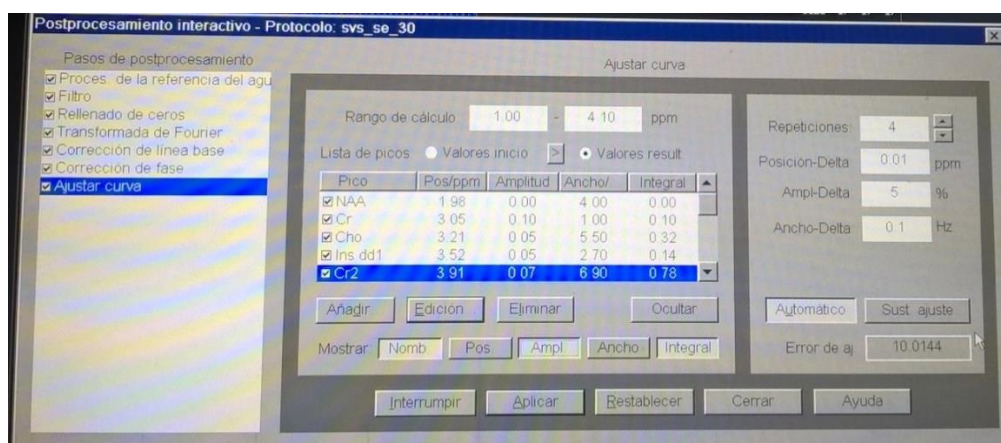 Postprocesamiento interactivo - Protocolo: svs_se_30
Pasos de postprocesamiento
Proces. de la referencia del agu
Filtro
Rellenado de ceros
Transformada de Fourier
Corrección de línea base
Corrección de fase
Ajustar curva
Ajustar curva
Rango de cálculo 1.00 - 4.10 ppm
Lista de picos Valores inicio > Valores result
Pico Pos/ppm Amplitud Ancho/ Integral
NAA 1.98 0.00 4.00 0.00
Cr 3.05 0.10 1.00 0.10
Cho 3.21 0.05 5.50 0.32
Ins dd1 3.52 0.05 2.70 0.14
Cr2 3.91 0.07 6.90 0.78
Añadir... Edición... Eliminar Ocultar
Mostrar: Nomb Pos. Ampl. Ancho Integral
Repeticiones: 4
Posición-Delta 0.01 ppm
Ampl-Delta 5 %
Ancho-Delta 0.1 Hz
Automático Sust. ajuste
Error de aj 10.0144
Interrumpir Aplicar Restablecer Cerrar Ayuda